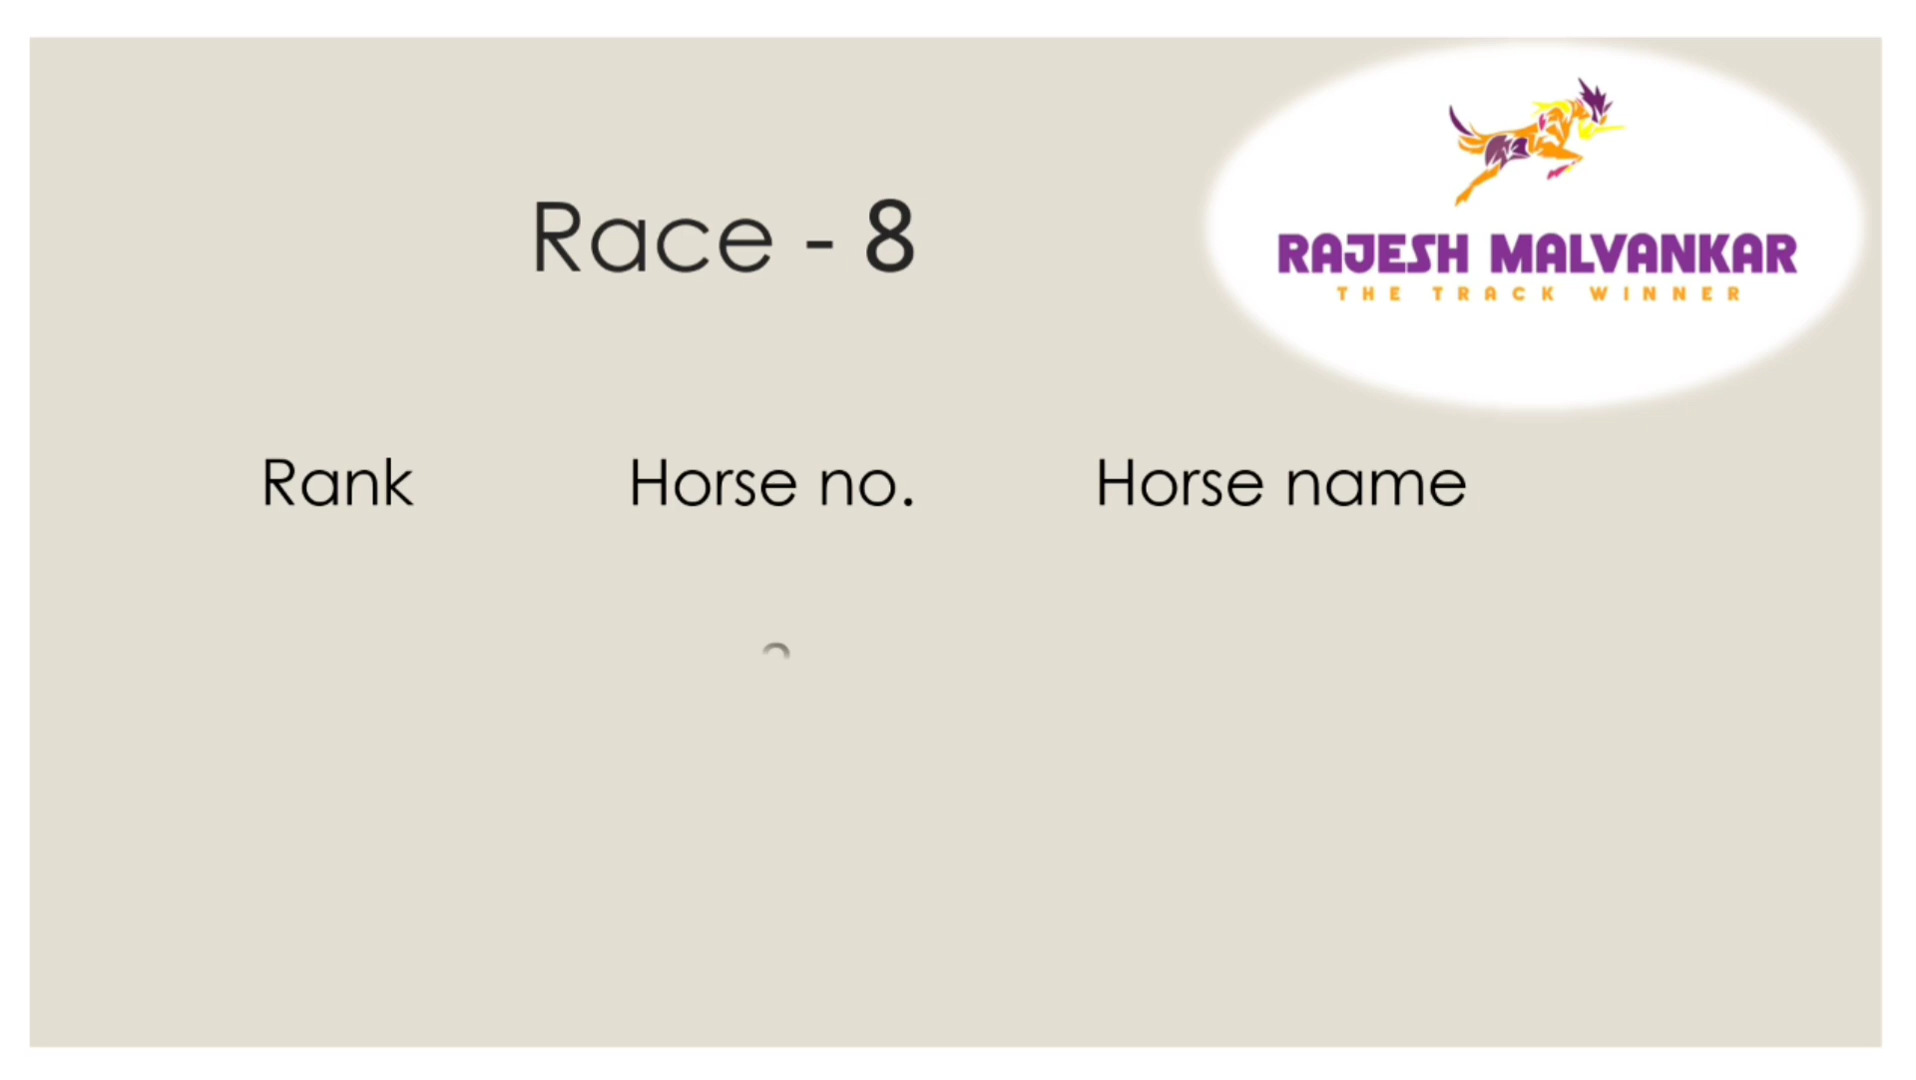 Race - 8
RAJESH MALVANKAR
THE TRACK WINNER
Rank Horse no. Horse name